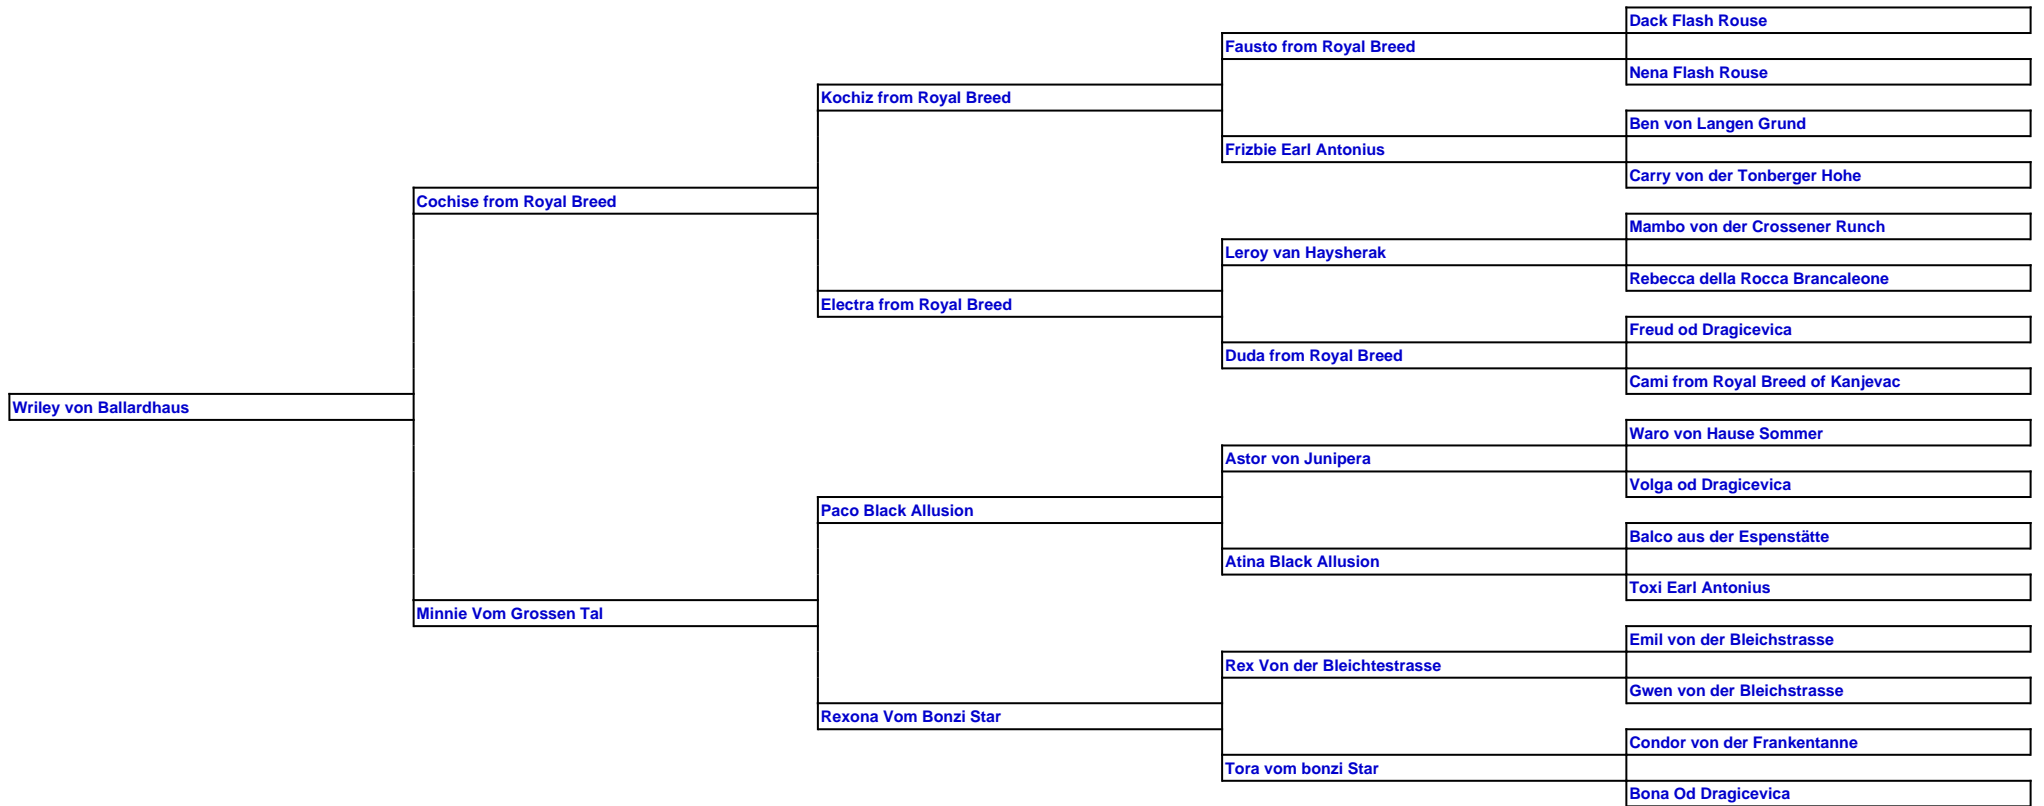 Dack Flash Rouse
Fausto from Royal Breed
Nena Flash Rouse
Kochiz from Royal Breed
Ben von Langen Grund
Frizbie Earl Antonius
Carry von der Tonberger Hohe
Cochise from Royal Breed
Mambo von der Crossener Runch
Leroy van Haysherak
Rebecca della Rocca Brancaleone
Electra from Royal Breed
Freud od Dragicevica
Duda from Royal Breed
Cami from Royal Breed of Kanjevac
Wriley von Ballardhaus
Waro von Hause Sommer
Astor von Junipera
Volga od Dragicevica
Paco Black Allusion
Balco aus der Espenstätte
Atina Black Allusion
Toxi Earl Antonius
Minnie Vom Grossen Tal
Emil von der Bleichstrasse
Rex Von der Bleichtestrasse
Gwen von der Bleichstrasse
Rexona Vom Bonzi Star
Condor von der Frankentanne
Tora vom bonzi Star
Bona Od Dragicevica